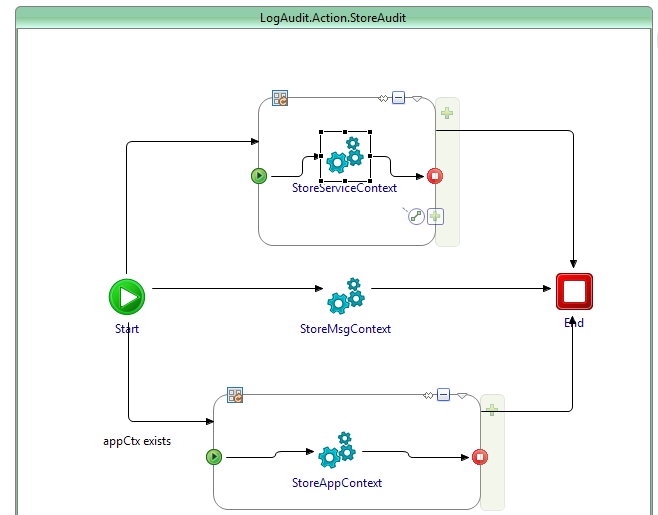 LogAudit.Action.StoreAudit
StoreServiceContext
Start
StoreMsgContext
End
appCtx exists
StoreAppContext